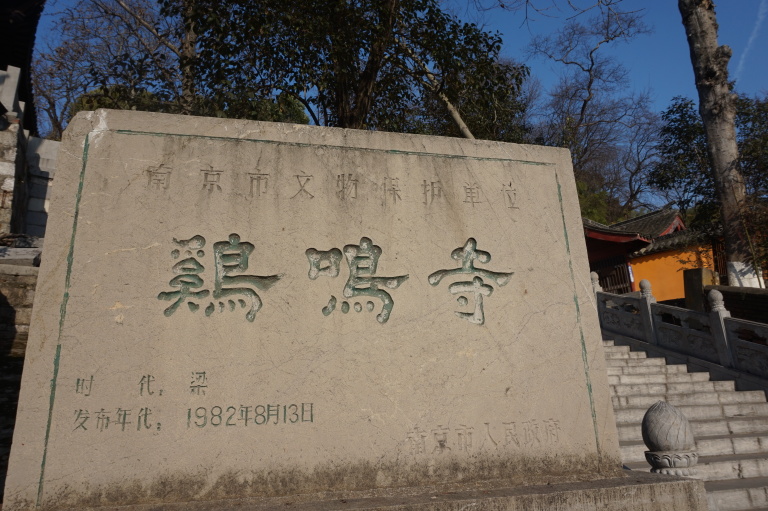 南京市文物保护单位
鷄鳴寺
时 代：梁
发布年代：1982年8月13日
南京市人民政府